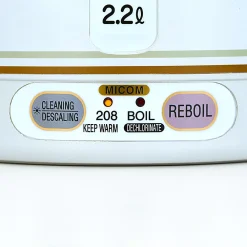 2.2ℓ
MICOM
*CLEANING
DESCALING
208 BOIL
KEEP WARM DECHLORINATE
REBOIL